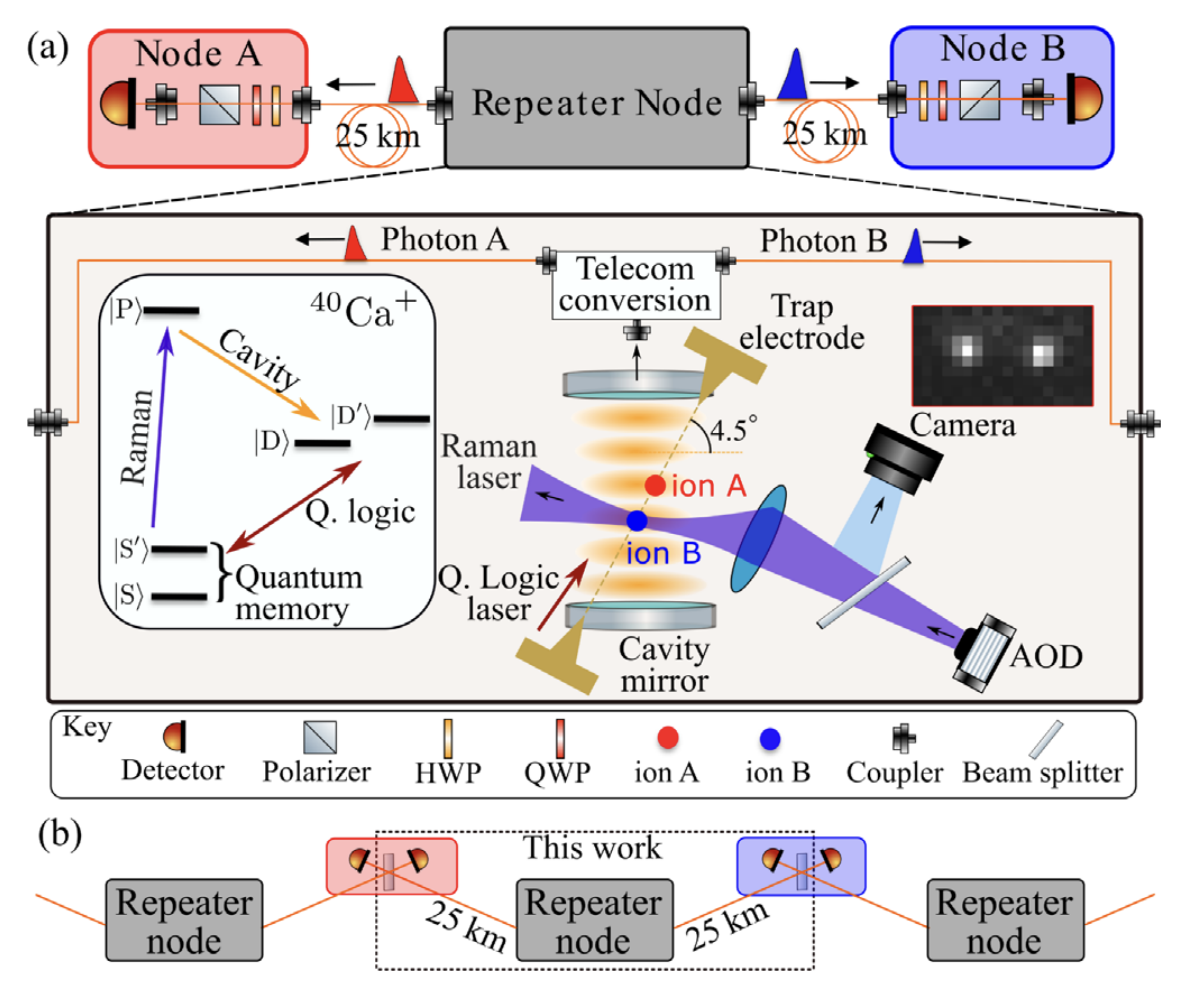 (a)
Node A
Repeater Node
Node B
25 km
25 km
Photon A
Photon B
Telecom
conversion
Trap
electrode
|P⟩
⁴⁰Ca⁺
Cavity
Raman
|D⟩
|D′⟩
Q. logic
|S′⟩
|S⟩
Quantum
memory
4.5°
Raman
laser
ion A
ion B
Q. Logic
laser
Cavity
mirror
Camera
AOD
Key
Detector
Polarizer
HWP
QWP
ion A
ion B
Coupler
Beam splitter
(b)
This work
Repeater
node
25 km
Repeater
node
25 km
Repeater
node